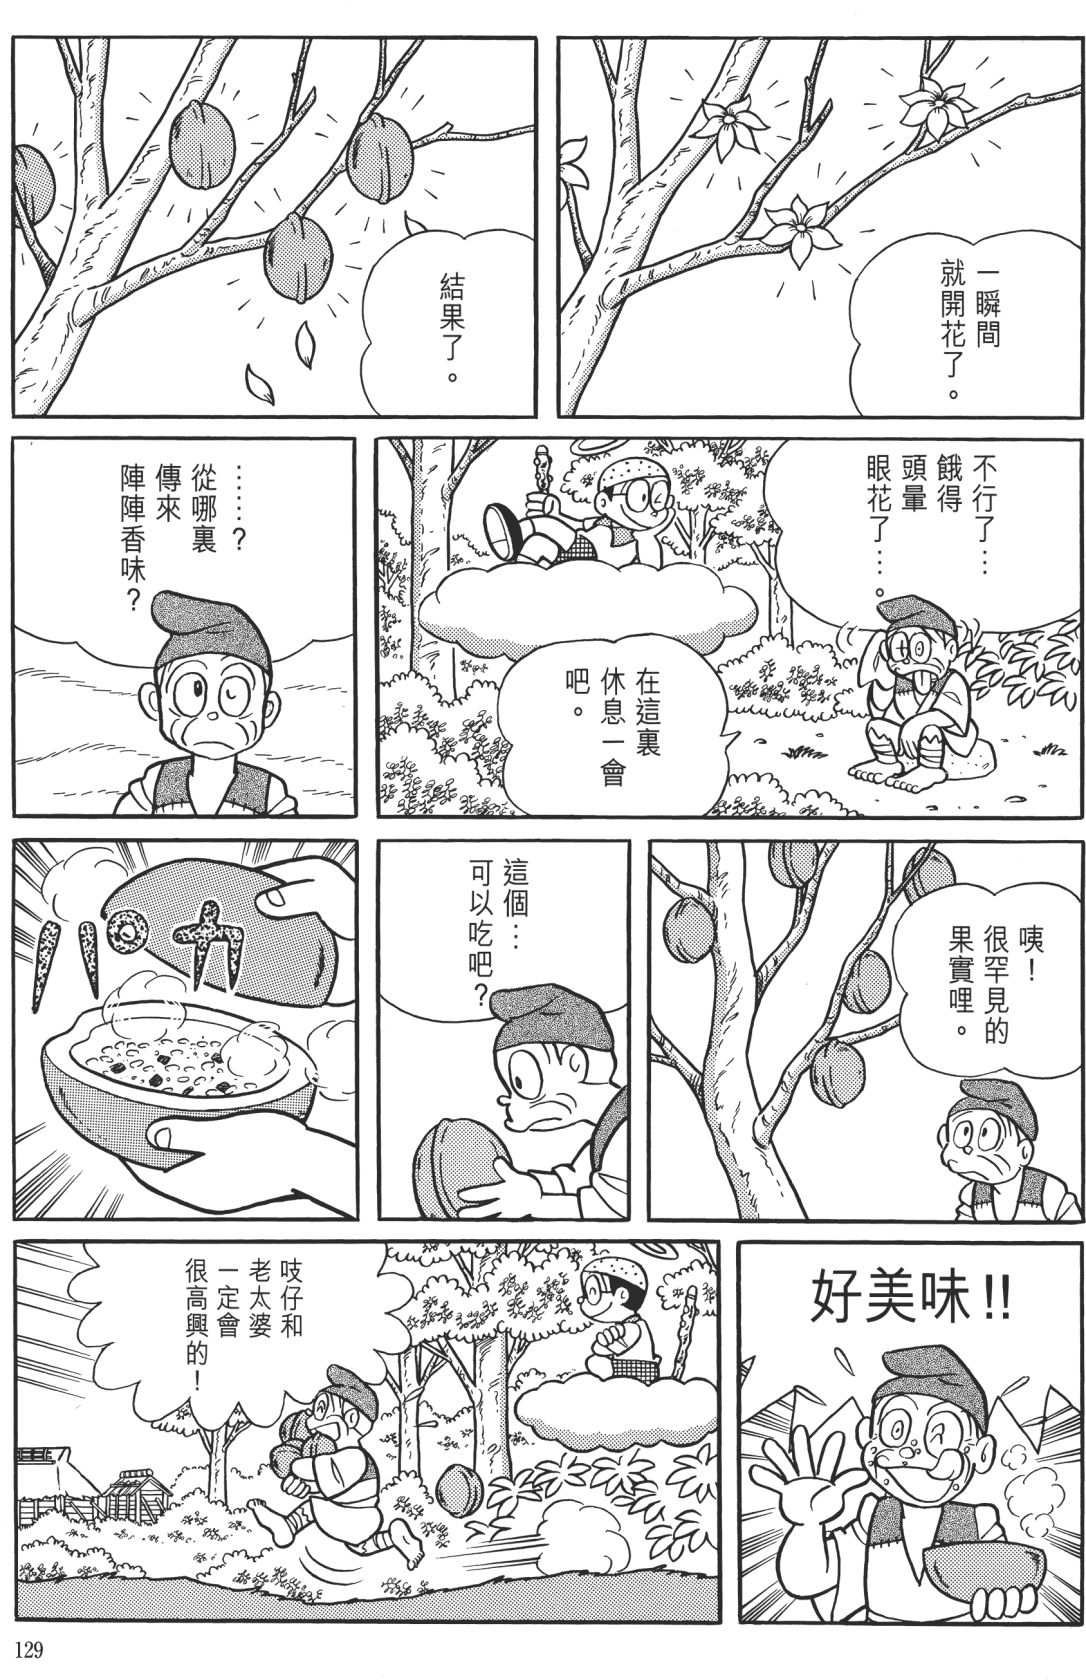 一瞬間
就開花了。
結果了。
不行了…
餓得
頭暈
眼花了…。
在這裏
休息一會
吧。
……？
從哪裏
傳來
陣陣香味？
咦！
很罕見的
果實哩。
這個…
可以吃吧？
パカ
好美味!!
吱仔和
老太婆
一定會
很高興的！
129